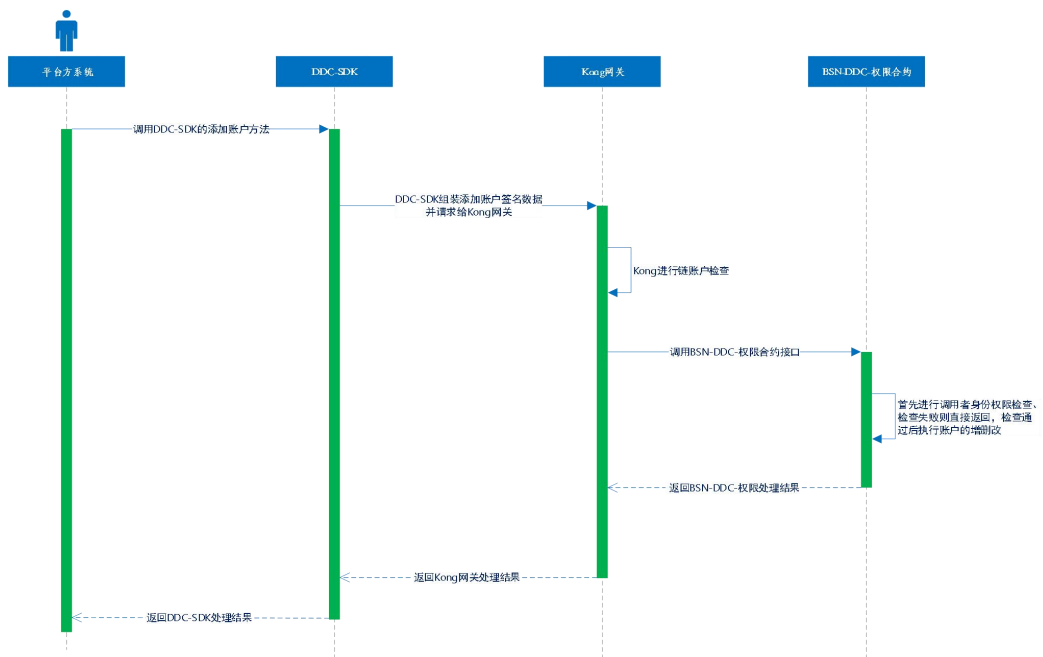 平台方系统
DDC-SDK
Kong网关
BSN-DDC-权限合约
调用DDC-SDK的添加账户方法
DDC-SDK组装添加账户签名数据
并请求给Kong网关
Kong进行链账户检查
调用BSN-DDC-权限合约接口
首先进行调用者身份权限检查、
检查失败则直接返回，检查通
过后执行账户的增删改
返回BSN-DDC-权限处理结果
返回Kong网关处理结果
返回DDC-SDK处理结果